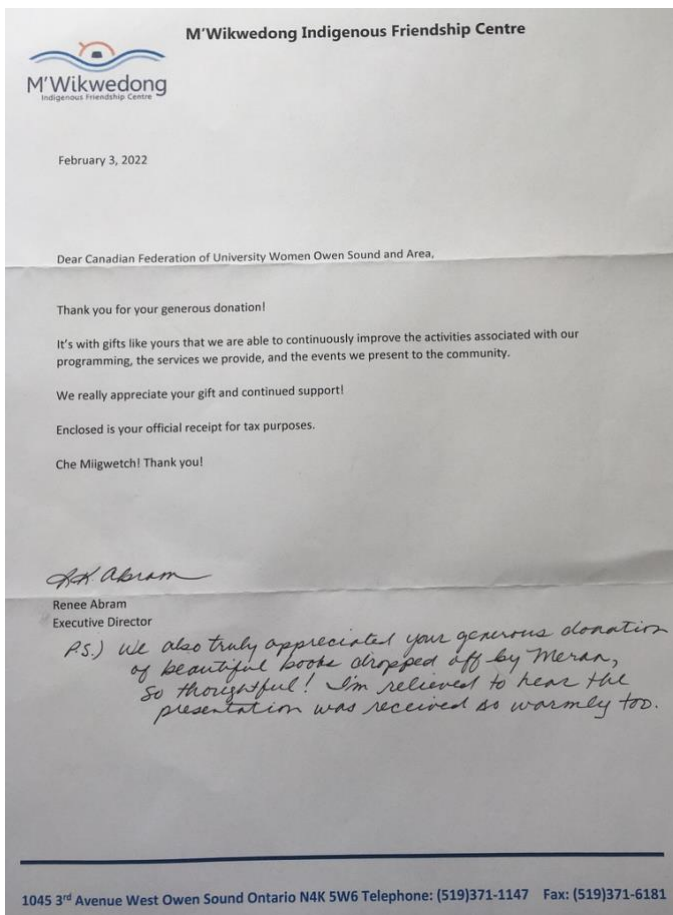 M'Wikwedong Indigenous Friendship Centre
M'Wikwedong
Indigenous Friendship Centre
February 3, 2022
Dear Canadian Federation of University Women Owen Sound and Area,
Thank you for your generous donation!
It's with gifts like yours that we are able to continuously improve the activities associated with our
programming, the services we provide, and the events we present to the community.
We really appreciate your gift and continued support!
Enclosed is your official receipt for tax purposes.
Che Miigwetch! Thank you!
Abram
Renee Abram
Executive Director
P.S.) We also truly appreciated your generous donation
of beautiful books dropped off by Meran,
so thoughtful! I'm relieved to hear the
presentation was received so warmly too.
1045 3rd Avenue West Owen Sound Ontario N4K 5W6 Telephone: (519)371-1147 Fax: (519)371-6181